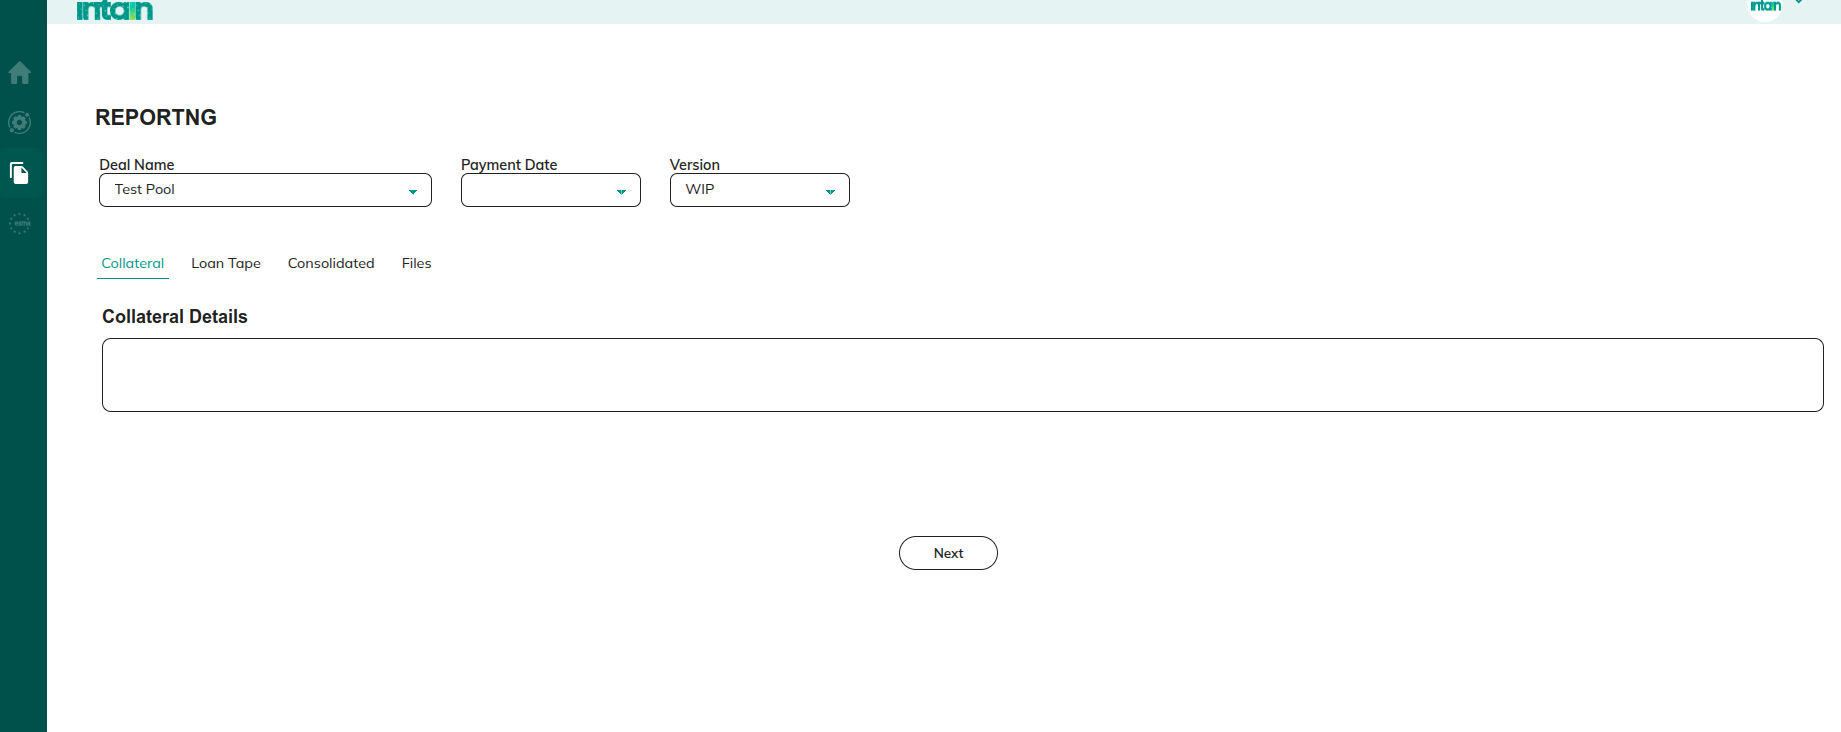 intain
intain
REPORTNG
Deal Name Payment Date Version
Test Pool WIP
Collateral Loan Tape Consolidated Files
Collateral Details
Next